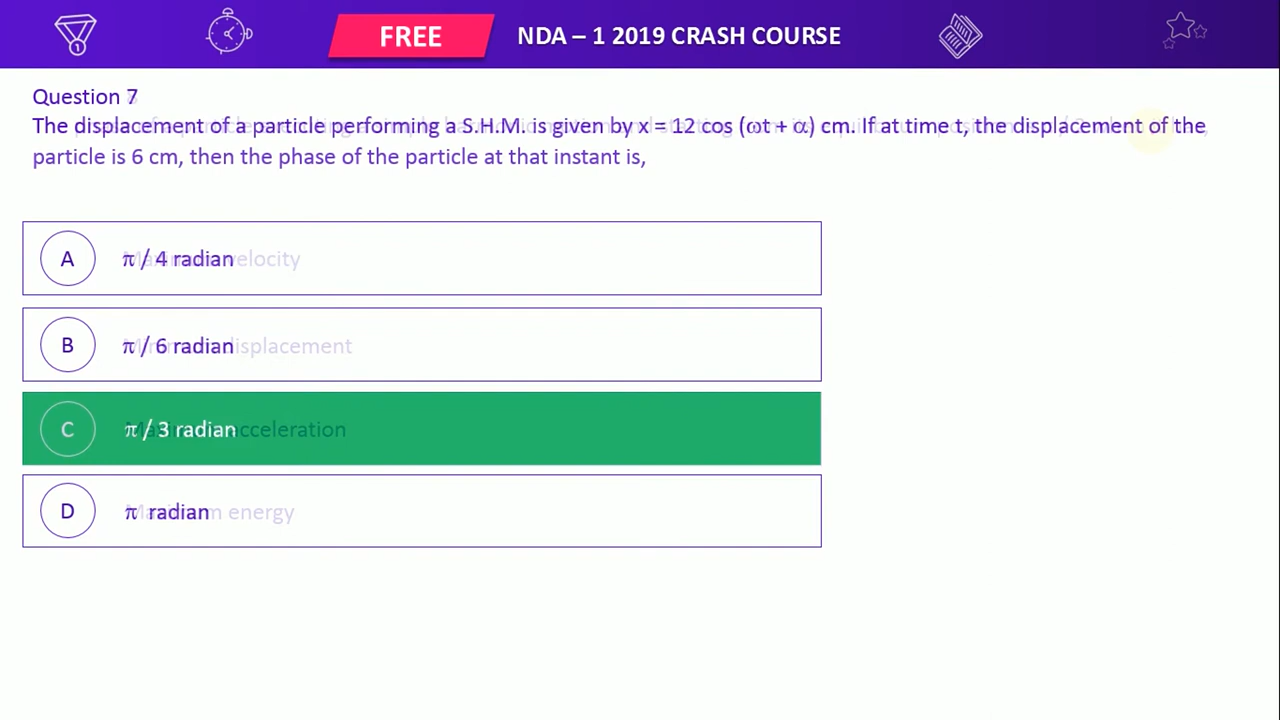 FREE
NDA – 1 2019 CRASH COURSE
Question 7
The displacement of a particle performing a S.H.M. is given by x = 12 cos (ωt + α) cm. If at time t, the displacement of the
particle is 6 cm, then the phase of the particle at that instant is,
A π / 4 radian
B π / 6 radian
C π / 3 radian
D π radian